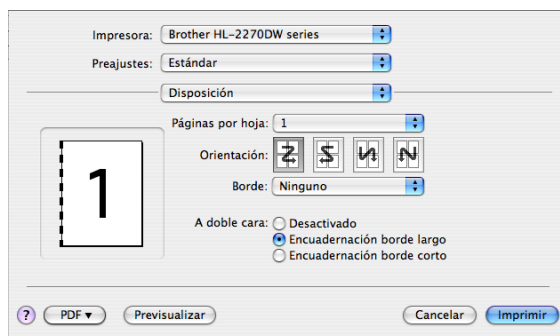 Impresora: Brother HL-2270DW series
Preajustes: Estándar
Disposición
Páginas por hoja: 1
Orientación:
Borde: Ninguno
1
A doble cara: Desactivado
Encuadernación borde largo
Encuadernación borde corto
? PDF▼ Previsualizar Cancelar Imprimir